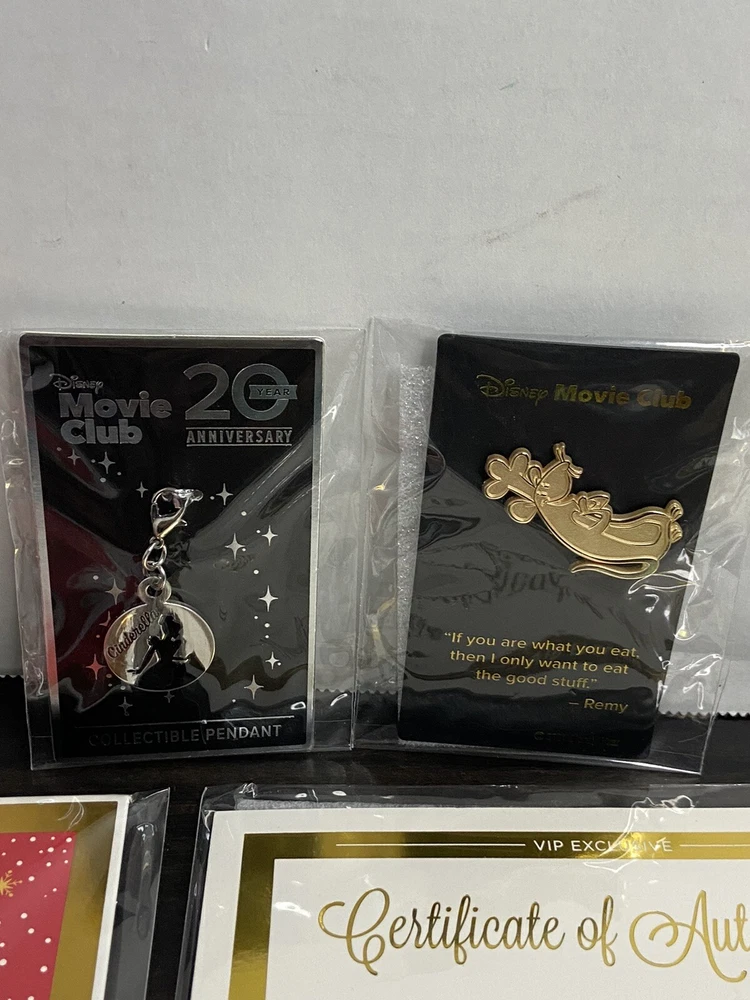 Disney
Movie
Club
20
YEAR
ANNIVERSARY
Cinderella
COLLECTIBLE PENDANT
Disney Movie Club
"If you are what you eat,
then I only want to eat
the good stuff."
– Remy
VIP EXCLUSIVE
Certificate of Aut